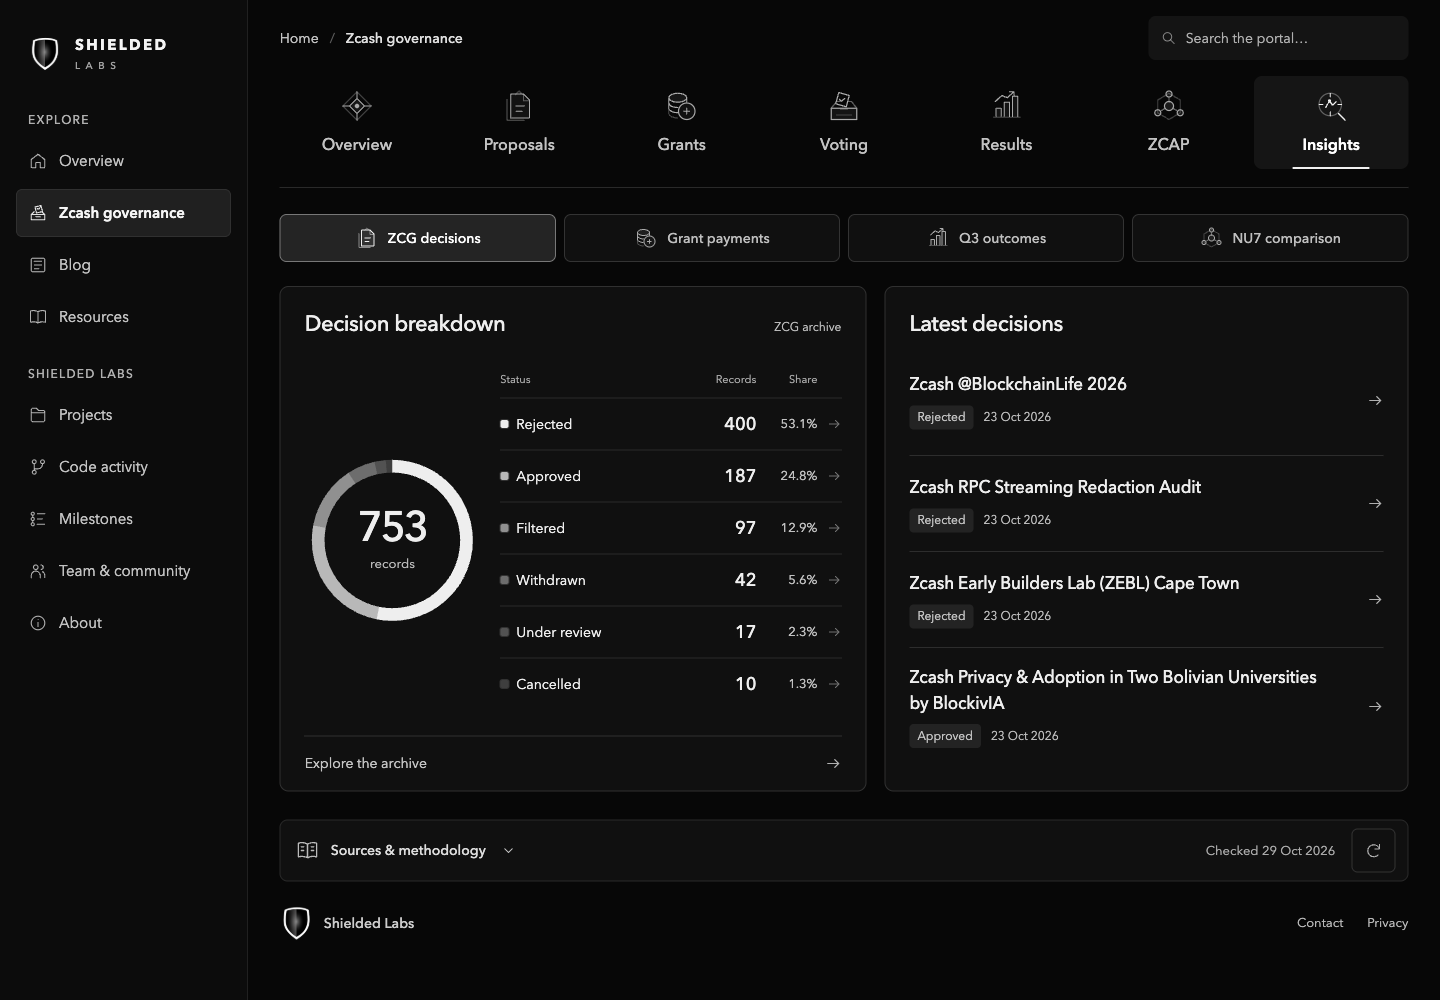 SHIELDED
LABS
EXPLORE
Overview
Zcash governance
Blog
Resources
SHIELDED LABS
Projects
Code activity
Milestones
Team & community
About
Home / Zcash governance
Search the portal...
Overview
Proposals
Grants
Voting
Results
ZCAP
Insights
ZCG decisions
Grant payments
Q3 outcomes
NU7 comparison
Decision breakdown
ZCG archive
753
records
Status Records Share
Rejected 400 53.1%
Approved 187 24.8%
Filtered 97 12.9%
Withdrawn 42 5.6%
Under review 17 2.3%
Cancelled 10 1.3%
Explore the archive
Latest decisions
Zcash @BlockchainLife 2026
Rejected 23 Oct 2026
Zcash RPC Streaming Redaction Audit
Rejected 23 Oct 2026
Zcash Early Builders Lab (ZEBL) Cape Town
Rejected 23 Oct 2026
Zcash Privacy & Adoption in Two Bolivian Universities
by BlockivIA
Approved 23 Oct 2026
Sources & methodology
Checked 29 Oct 2026
Shielded Labs
Contact Privacy